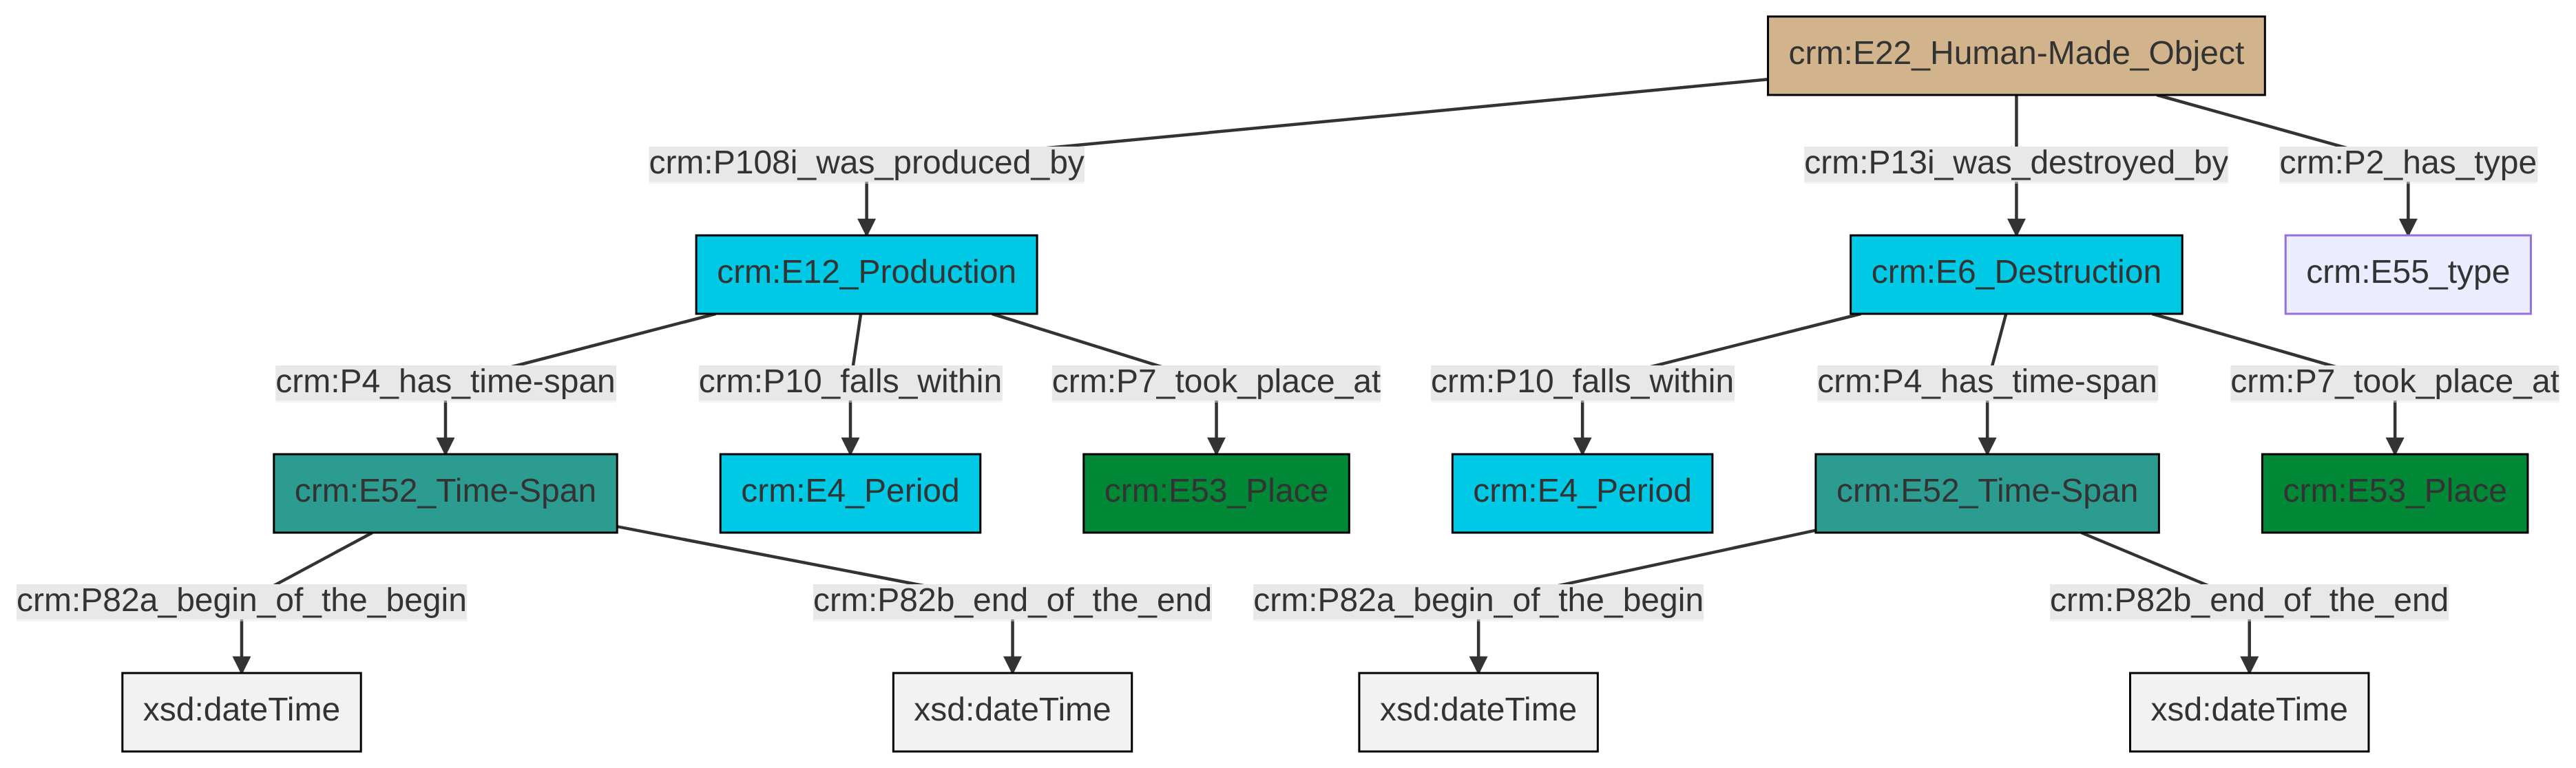 crm:E22_Human-Made_Object
crm:P108i_was_produced_by
crm:P13i_was_destroyed_by
crm:P2_has_type
crm:E12_Production
crm:E6_Destruction
crm:E55_type
crm:P4_has_time-span
crm:P10_falls_within
crm:P7_took_place_at
crm:P10_falls_within
crm:P4_has_time-span
crm:P7_took_place_at
crm:E52_Time-Span
crm:E4_Period
crm:E53_Place
crm:E4_Period
crm:E52_Time-Span
crm:E53_Place
crm:P82a_begin_of_the_begin
crm:P82b_end_of_the_end
crm:P82a_begin_of_the_begin
crm:P82b_end_of_the_end
xsd:dateTime
xsd:dateTime
xsd:dateTime
xsd:dateTime